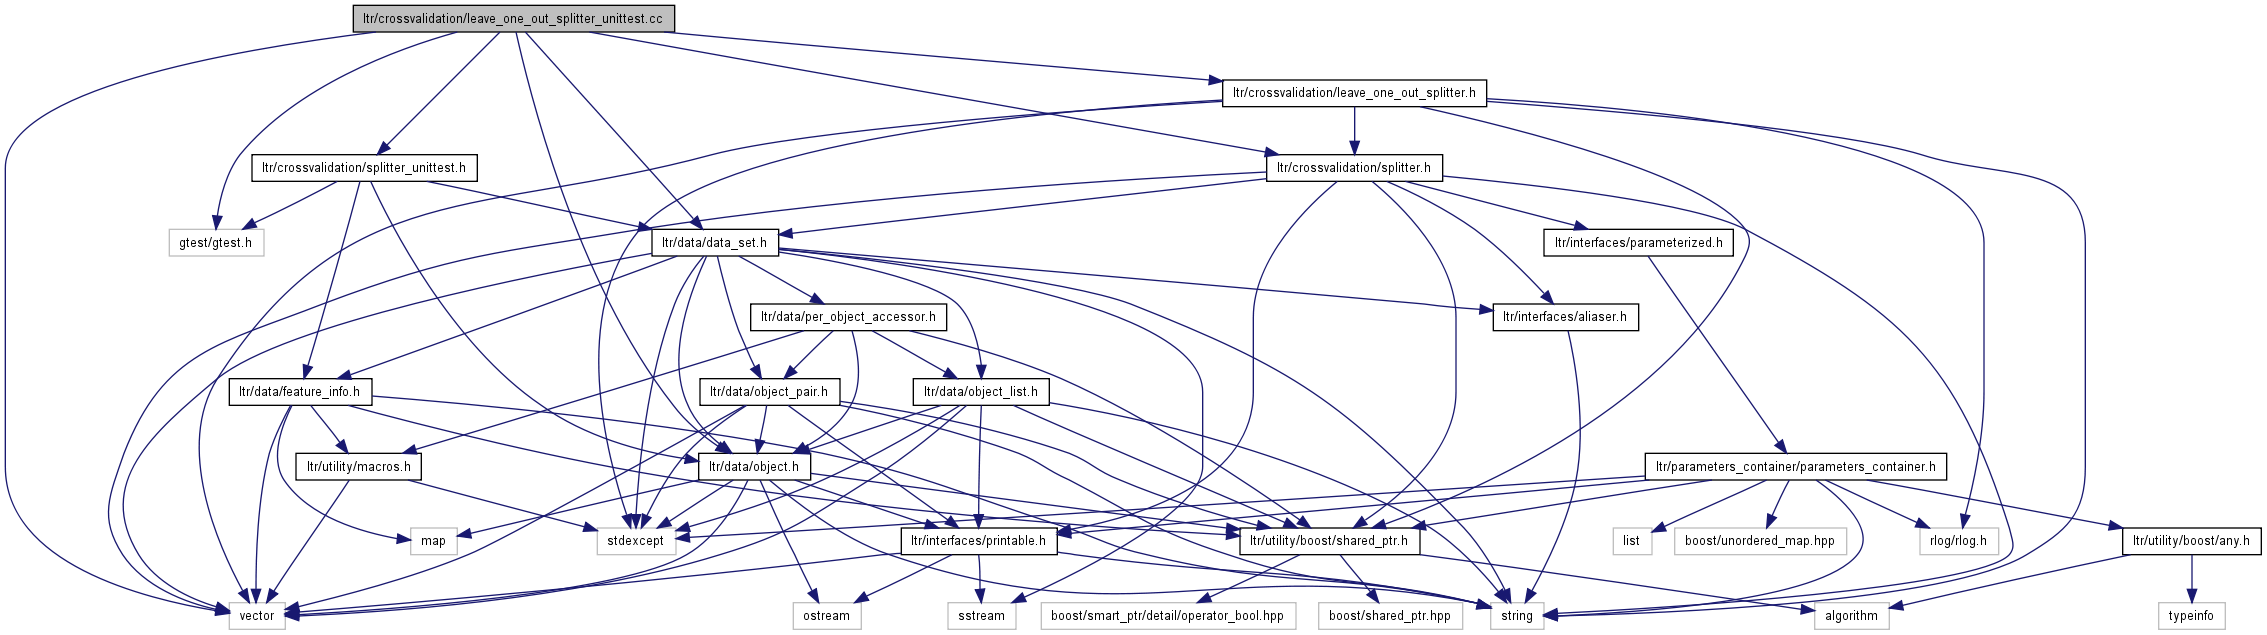 ltr/crossvalidation/leave_one_out_splitter_unittest.cc
ltr/crossvalidation/leave_one_out_splitter.h
ltr/crossvalidation/splitter_unittest.h
ltr/crossvalidation/splitter.h
gtest/gtest.h
ltr/data/data_set.h
ltr/interfaces/parameterized.h
ltr/data/per_object_accessor.h
ltr/interfaces/aliaser.h
ltr/data/feature_info.h
ltr/data/object_pair.h
ltr/data/object_list.h
ltr/utility/macros.h
ltr/data/object.h
ltr/parameters_container/parameters_container.h
map
stdexcept
ltr/interfaces/printable.h
ltr/utility/boost/shared_ptr.h
list
boost/unordered_map.hpp
rlog/rlog.h
ltr/utility/boost/any.h
vector
ostream
sstream
boost/smart_ptr/detail/operator_bool.hpp
boost/shared_ptr.hpp
string
algorithm
typeinfo